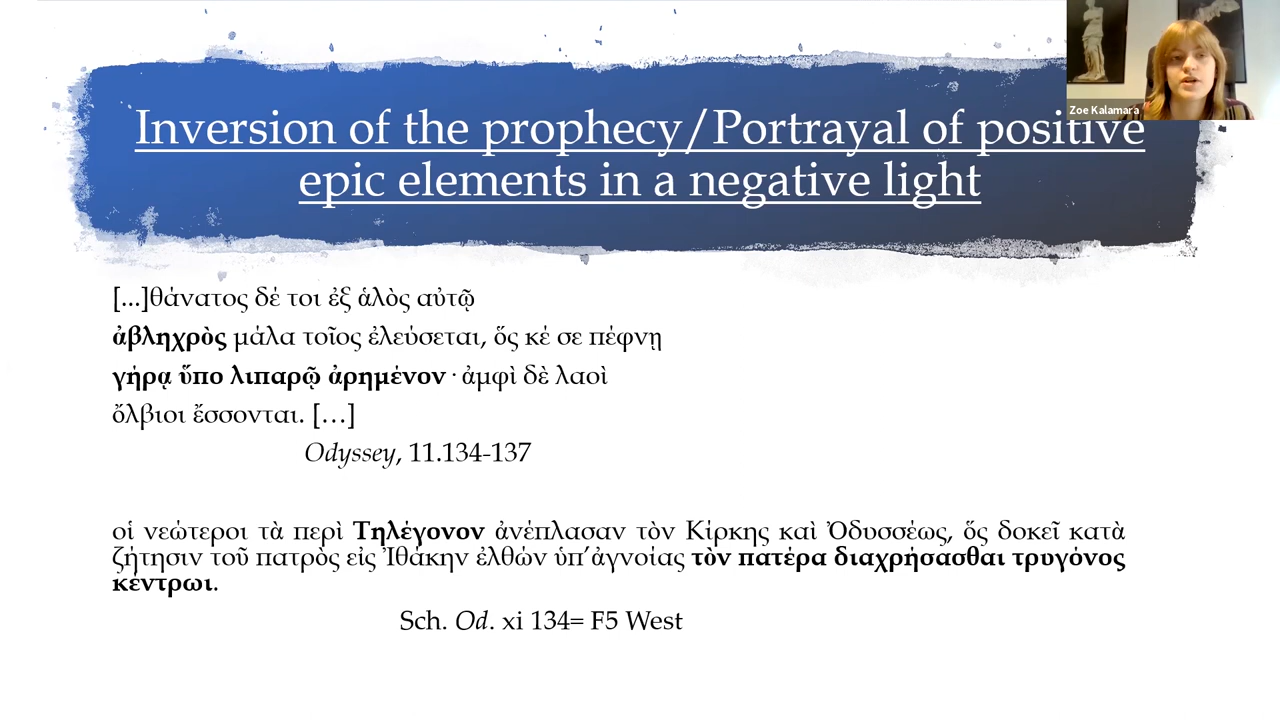 Zoe Kalamara
Inversion of the prophecy/Portrayal of positive
epic elements in a negative light
[...]θάνατος δέ τοι ἐξ ἁλὸς αὐτῷ
ἀβληχρὸς μάλα τοῖος ἐλεύσεται, ὅς κέ σε πέφνῃ
γήρᾳ ὕπο λιπαρῷ ἀρημένον · ἀμφὶ δὲ λαοὶ
ὄλβιοι ἔσσονται. […]
Odyssey, 11.134-137
οἱ νεώτεροι τὰ περὶ Τηλέγονον ἀνέπλασαν τὸν Κίρκης καὶ Ὀδυσσέως, ὅς δοκεῖ κατὰ
ζήτησιν τοῦ πατρὸς εἰς Ἰθάκην ἐλθών ὑπ’ἀγνοίας τὸν πατέρα διαχρήσασθαι τρυγόνος
κέντρωι.
Sch. Od. xi 134= F5 West